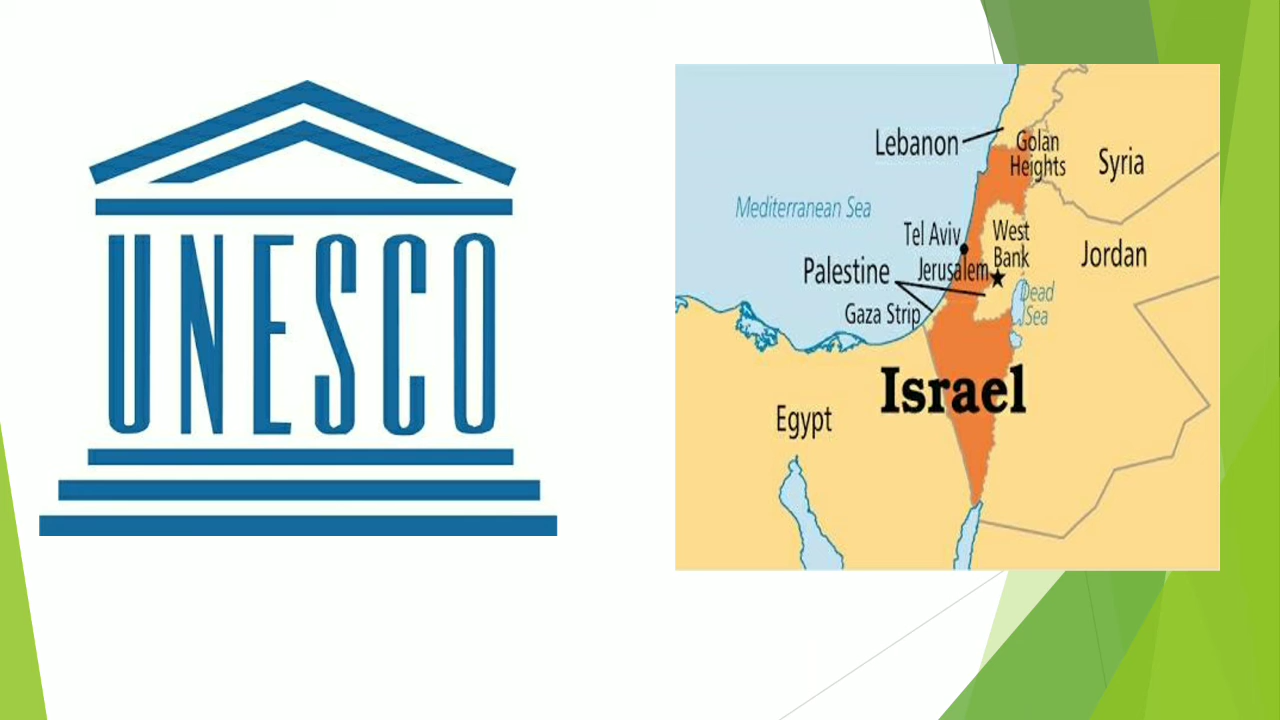 UNESCO
Lebanon
Golan
Heights
Syria
Mediterranean Sea
Tel Aviv
West
Bank
Jordan
Palestine
Jerusalem
Dead
Sea
Gaza Strip
Israel
Egypt